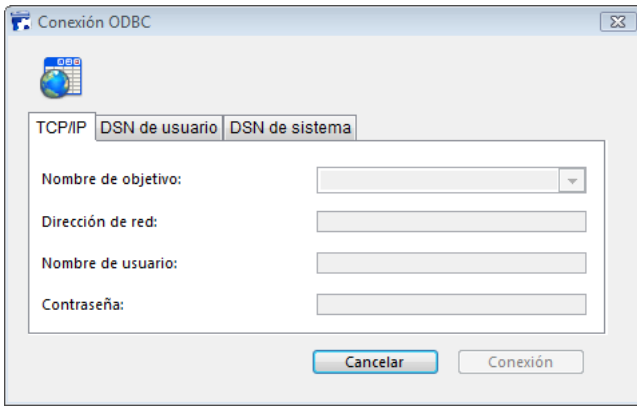 Conexión ODBC
TCP/IP DSN de usuario DSN de sistema
Nombre de objetivo:
Dirección de red:
Nombre de usuario:
Contraseña:
Cancelar Conexión